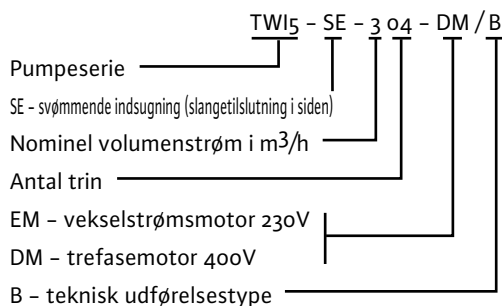 TWI5 – SE – 3 04 – DM / B
Pumpeserie
SE – svømmende indsugning (slangetilslutning i siden)
Nominel volumenstrøm i m3/h
Antal trin
EM – vekselstrømsmotor 230V
DM – trefasemotor 400V
B – teknisk udførelsestype